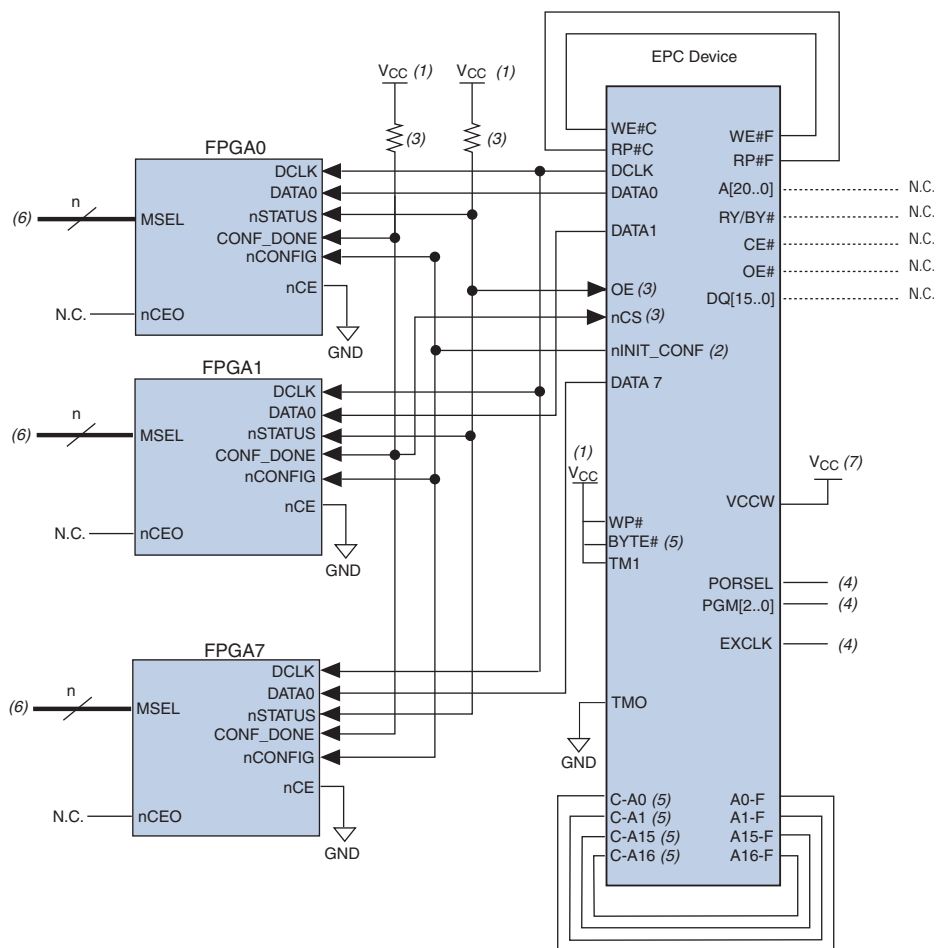 EPC Device
VCC (1)
VCC (1)
(3)
(3)
FPGA0
DCLK
DATA0
nSTATUS
CONF_DONE
nCONFIG
nCE
GND
(6)
n
MSEL
N.C.
nCEO
FPGA1
DCLK
DATA0
nSTATUS
CONF_DONE
nCONFIG
nCE
GND
(6)
n
MSEL
N.C.
nCEO
FPGA7
DCLK
DATA0
nSTATUS
CONF_DONE
nCONFIG
nCE
GND
(6)
n
MSEL
N.C.
nCEO
WE#C
RP#C
DCLK
DATA0
DATA1
OE (3)
nCS (3)
nINIT_CONF (2)
DATA 7
(1)
VCC
WP#
BYTE# (5)
TM1
TMO
GND
C-A0 (5)
C-A1 (5)
C-A15 (5)
C-A16 (5)
WE#F
RP#F
A[20..0] N.C.
RY/BY# N.C.
CE# N.C.
OE# N.C.
DQ[15..0] N.C.
VCC (7)
VCCW
PORSEL (4)
PGM[2..0] (4)
EXCLK (4)
A0-F
A1-F
A15-F
A16-F